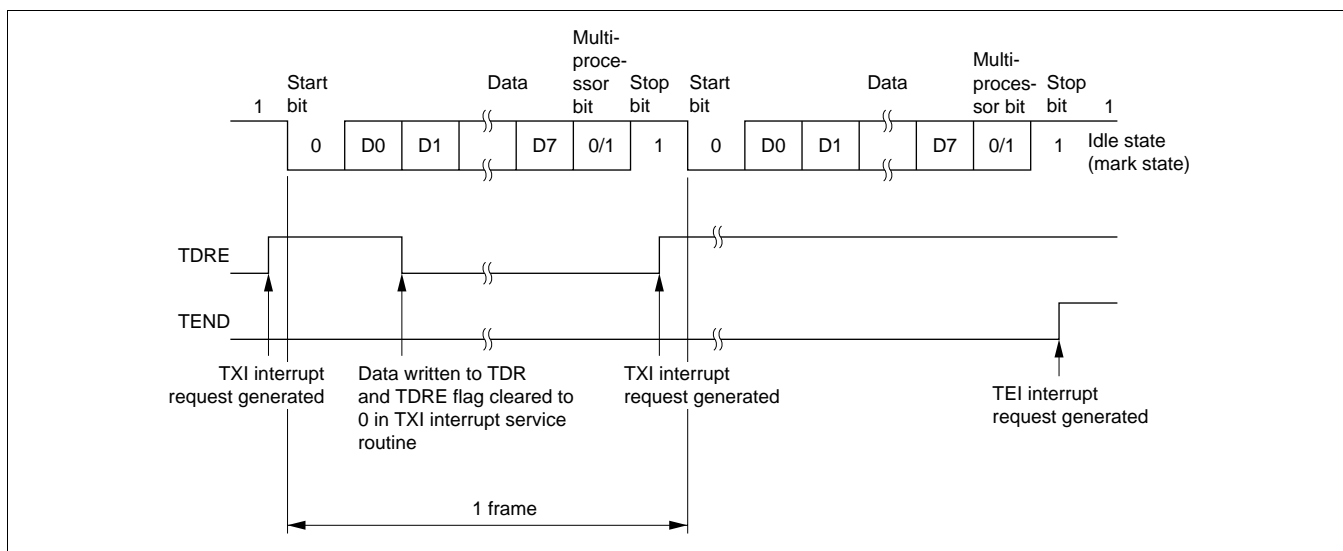 Multi-
proce-
ssor
bit
Multi-
proces-
sor bit
Start
bit
Data
Stop
bit
Start
bit
Data
Stop
bit
1
1
0
D0
D1
D7
0/1
1
0
D0
D1
D7
0/1
1
Idle state
(mark state)
TDRE
TEND
TXI interrupt
request generated
Data written to TDR
and TDRE flag cleared to
0 in TXI interrupt service
routine
TXI interrupt
request generated
TEI interrupt
request generated
1 frame